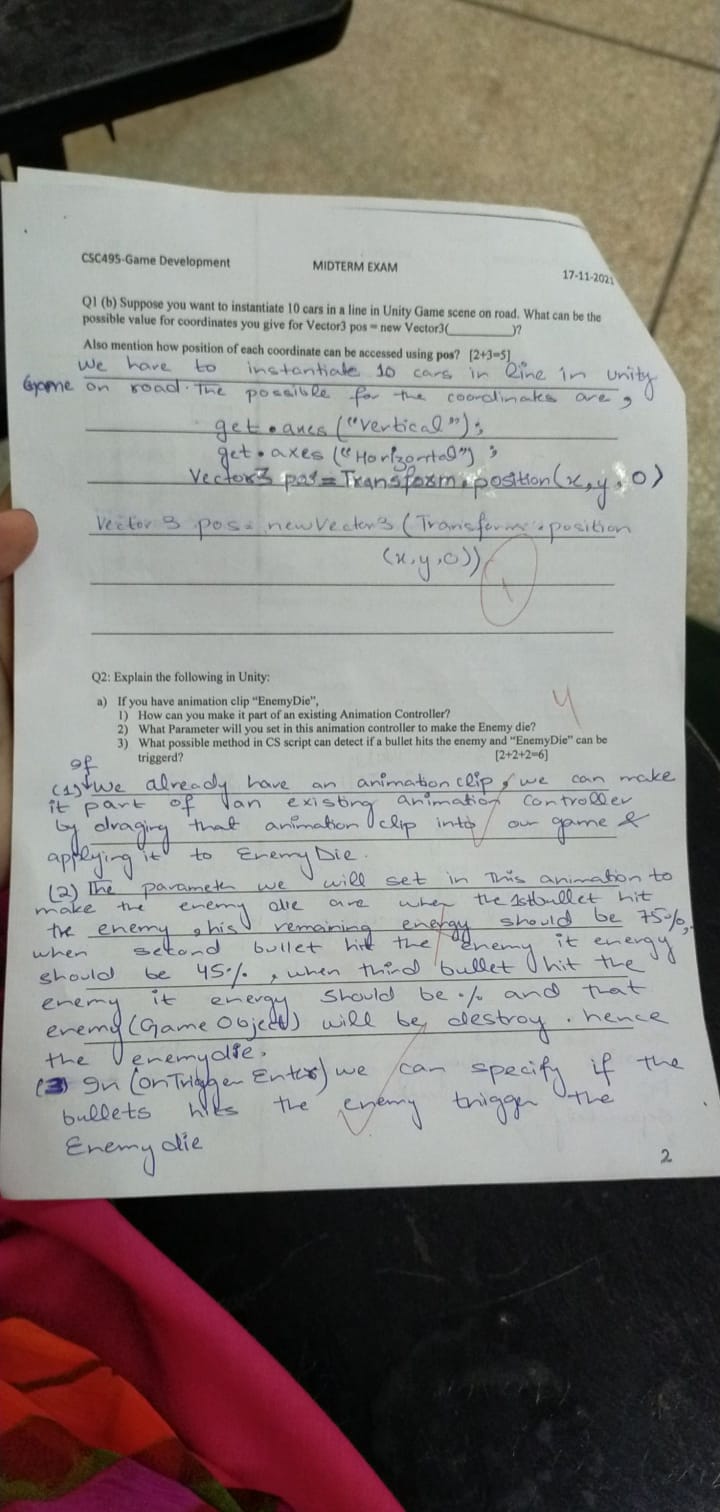 CSC495-Game Development MIDTERM EXAM 17-11-2021
Q1 (b) Suppose you want to instantiate 10 cars in a line in Unity Game scene on road. What can be the
possible value for coordinates you give for Vector3 pos = new Vector3(____________)?
Also mention how position of each coordinate can be accessed using pos? [2+3=5]
We have to instantiate 10 cars in line in unity
Game on road. The possible for the coordinates are,
get.axes ("vertical");
get.axes ("Horizontal");
Vector3 pos = Transform.position(x,y,0)
Vector 3 pos = new Vector3 (Transform.position
(x,y,0))
1
Q2: Explain the following in Unity:
4
a) If you have animation clip "EnemyDie",
1) How can you make it part of an existing Animation Controller?
2) What Parameter will you set in this animation controller to make the Enemy die?
3) What possible method in CS script can detect if a bullet hits the enemy and "EnemyDie" can be
triggerd? [2+2+2=6]
(1) If we already have an animation clip, we can make
it part of an existing animation Controller
by draging that animation clip into our game &
applying it to EnemyDie.
(2) The parameter we will set in This animation to
make the enemy die are when the 1st bullet hit
the enemy, his remaining energy should be 75%,
when second bullet hit the enemy it energy
should be 45%, when third bullet hit the
enemy it energy should be % and that
enemy (Game Object) will be destroy. hence
the enemy die.
(3) In (onTrigger Enter) we can specify if the
bullets hits the enemy trigger the
Enemy die
2